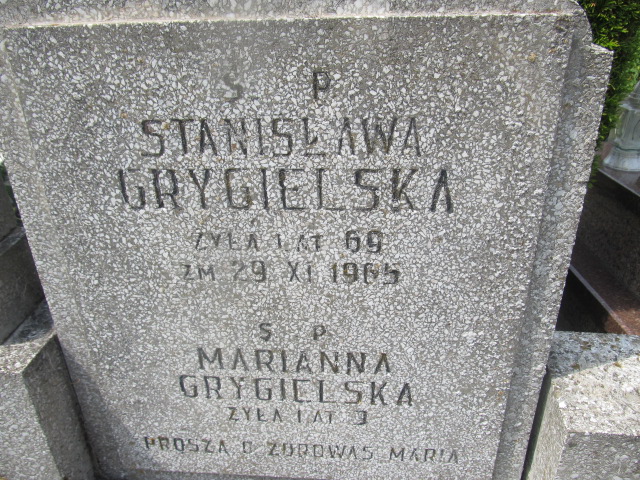 Ś P
STANISŁAWA
GRYGIELSKA
ŻYŁA LAT 69
ZM 29 XI 1965
Ś P
MARIANNA
GRYGIELSKA
ŻYŁA LAT 3
PROSZĄ O ZDROWAŚ MARIA